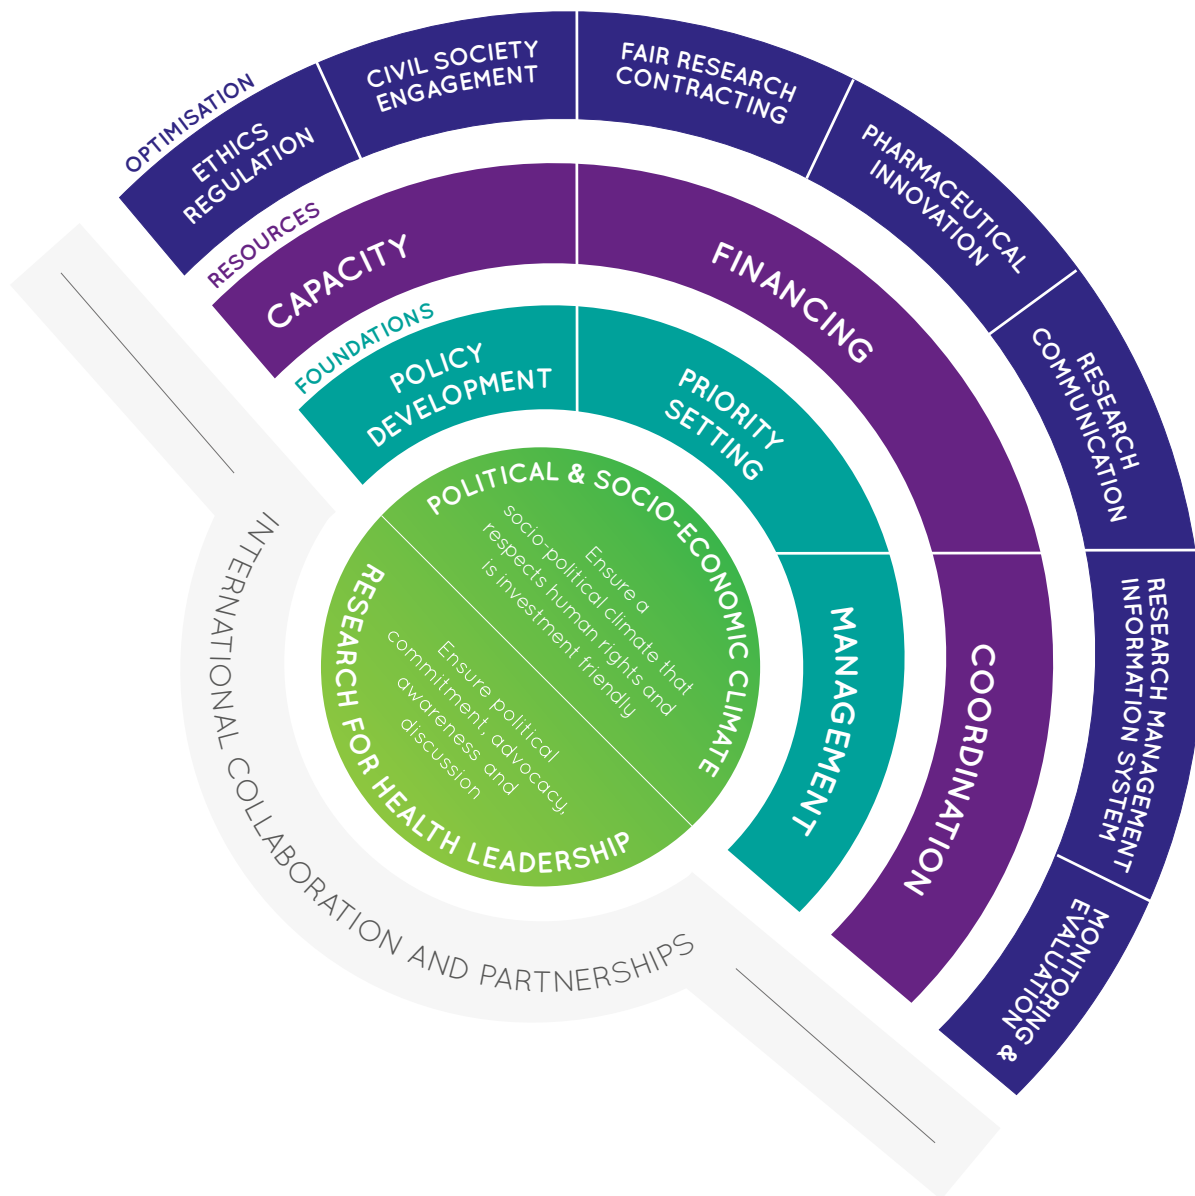 OPTIMISATION
ETHICS
REGULATION
CIVIL SOCIETY
ENGAGEMENT
FAIR RESEARCH
CONTRACTING
PHARMACEUTICAL
INNOVATION
RESEARCH
COMMUNICATION
RESEARCH MANAGEMENT
INFORMATION SYSTEM
MONITORING &
EVALUATION
RESOURCES
CAPACITY
FINANCING
COORDINATION
FOUNDATIONS
POLICY
DEVELOPMENT
PRIORITY
SETTING
MANAGEMENT
POLITICAL & SOCIO-ECONOMIC CLIMATE
Ensure a
socio-political climate that
respects human rights and
is investment friendly
RESEARCH FOR HEALTH LEADERSHIP
Ensure political
commitment, advocacy,
awareness and
discussion
INTERNATIONAL COLLABORATION AND PARTNERSHIPS